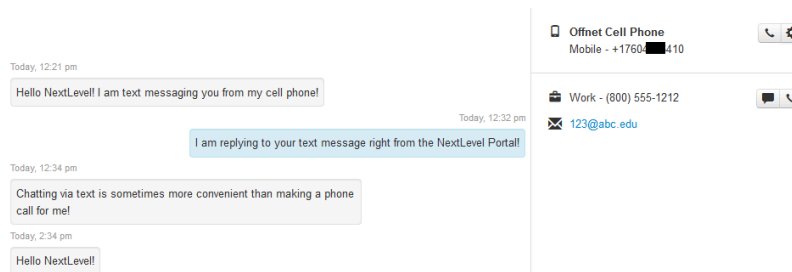 Today, 12:21 pm
Hello NextLevel! I am text messaging you from my cell phone!
Today, 12:32 pm
I am replying to your text message right from the NextLevel Portal!
Today, 12:34 pm
Chatting via text is sometimes more convenient than making a phone
call for me!
Today, 2:34 pm
Hello NextLevel!
Offnet Cell Phone
Mobile - +17604 410
Work - (800) 555-1212
123@abc.edu